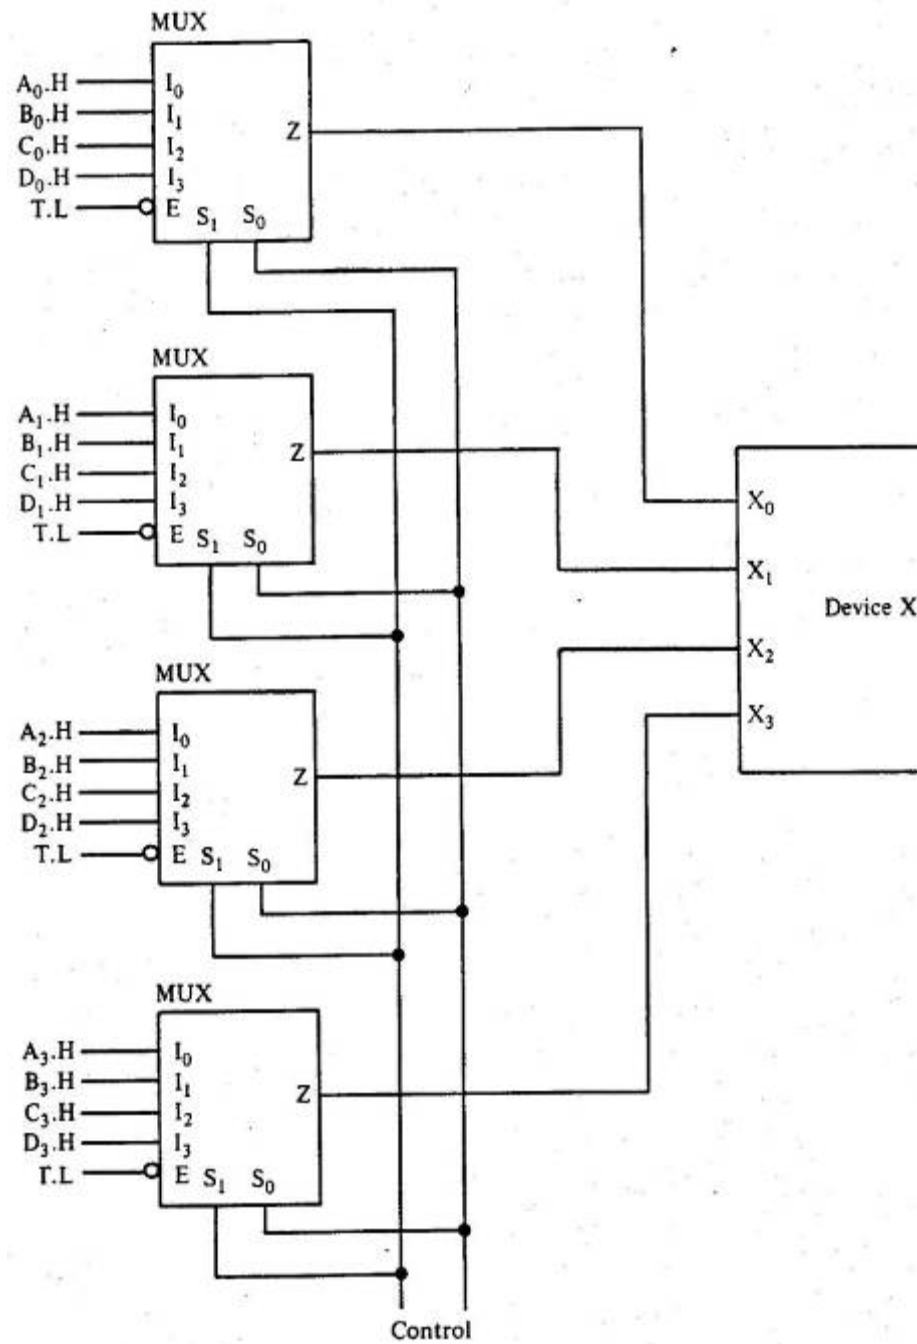 MUX
A₀.H I₀
B₀.H I₁
C₀.H I₂
D₀.H I₃
Z
T.L E S₁ S₀
MUX
A₁.H I₀
B₁.H I₁
C₁.H I₂
D₁.H I₃
Z
T.L E S₁ S₀
X₀
X₁
Device X
X₂
X₃
MUX
A₂.H I₀
B₂.H I₁
C₂.H I₂
D₂.H I₃
Z
T.L E S₁ S₀
MUX
A₃.H I₀
B₃.H I₁
C₃.H I₂
D₃.H I₃
Z
T.L E S₁ S₀
Control